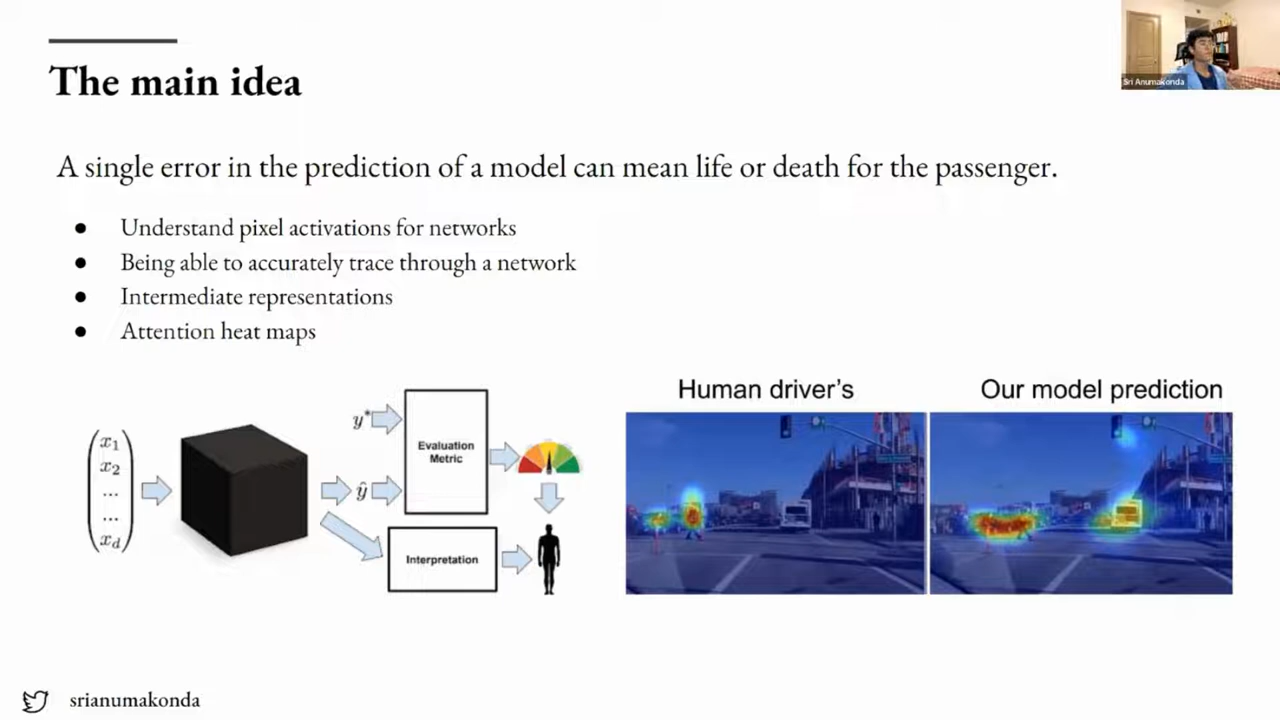 The main idea
Sri Anumakonda
A single error in the prediction of a model can mean life or death for the passenger.
● Understand pixel activations for networks
● Being able to accurately trace through a network
● Intermediate representations
● Attention heat maps
x1
x2
...
...
xd
y*
ŷ
Evaluation
Metric
Interpretation
Human driver's
Our model prediction
srianumakonda